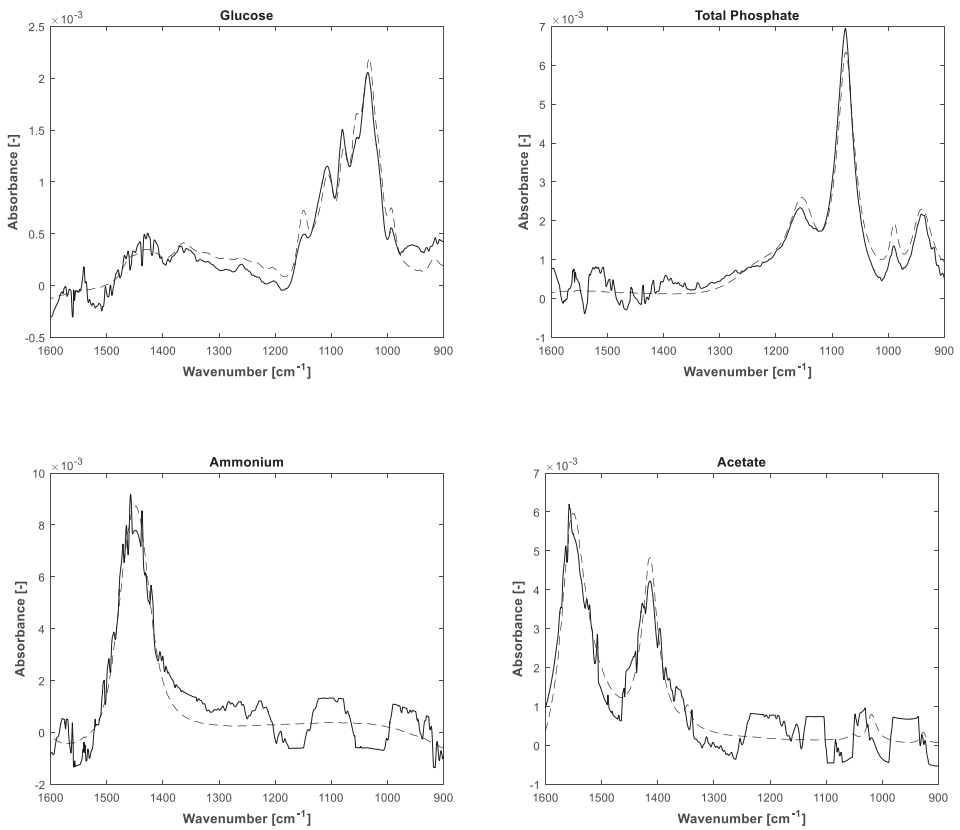 Glucose
×10⁻³
2.5
2
1.5
1
0.5
0
-0.5
Absorbance [-]
1600 1500 1400 1300 1200 1100 1000 900
Wavenumber [cm⁻¹]
Total Phosphate
×10⁻³
7
6
5
4
3
2
1
0
-1
Absorbance [-]
1600 1500 1400 1300 1200 1100 1000 900
Wavenumber [cm⁻¹]
Ammonium
×10⁻³
10
8
6
4
2
0
-2
Absorbance [-]
1600 1500 1400 1300 1200 1100 1000 900
Wavenumber [cm⁻¹]
Acetate
×10⁻³
7
6
5
4
3
2
1
0
-1
Absorbance [-]
1600 1500 1400 1300 1200 1100 1000 900
Wavenumber [cm⁻¹]